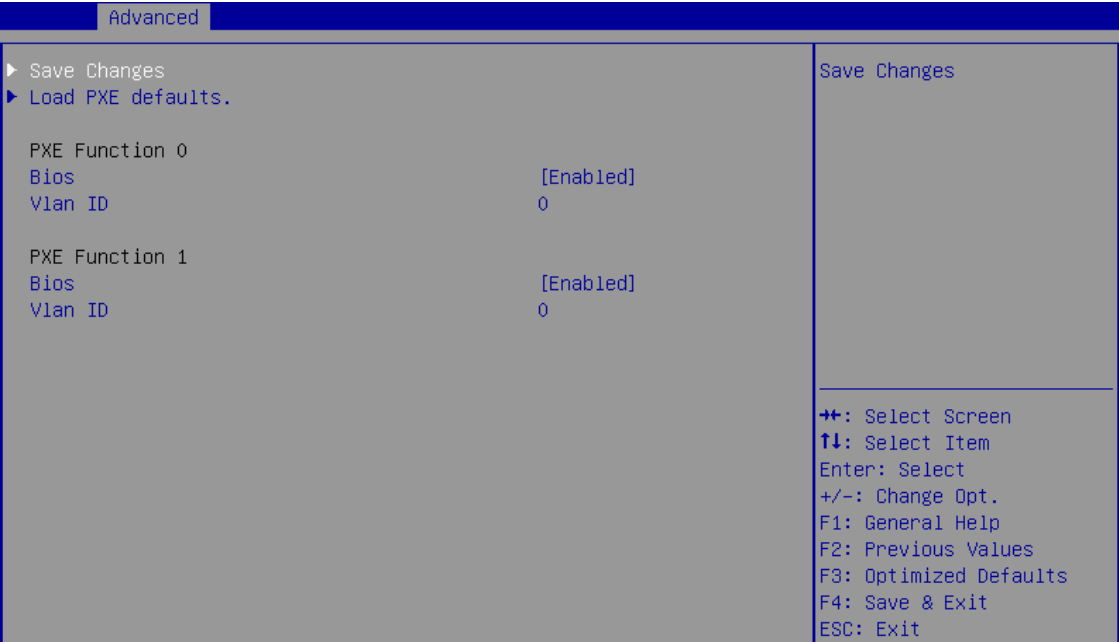 Advanced
Save Changes
Load PXE defaults.
PXE Function 0
Bios [Enabled]
Vlan ID 0
PXE Function 1
Bios [Enabled]
Vlan ID 0
Save Changes
→←: Select Screen
↑↓: Select Item
Enter: Select
+/-: Change Opt.
F1: General Help
F2: Previous Values
F3: Optimized Defaults
F4: Save & Exit
ESC: Exit